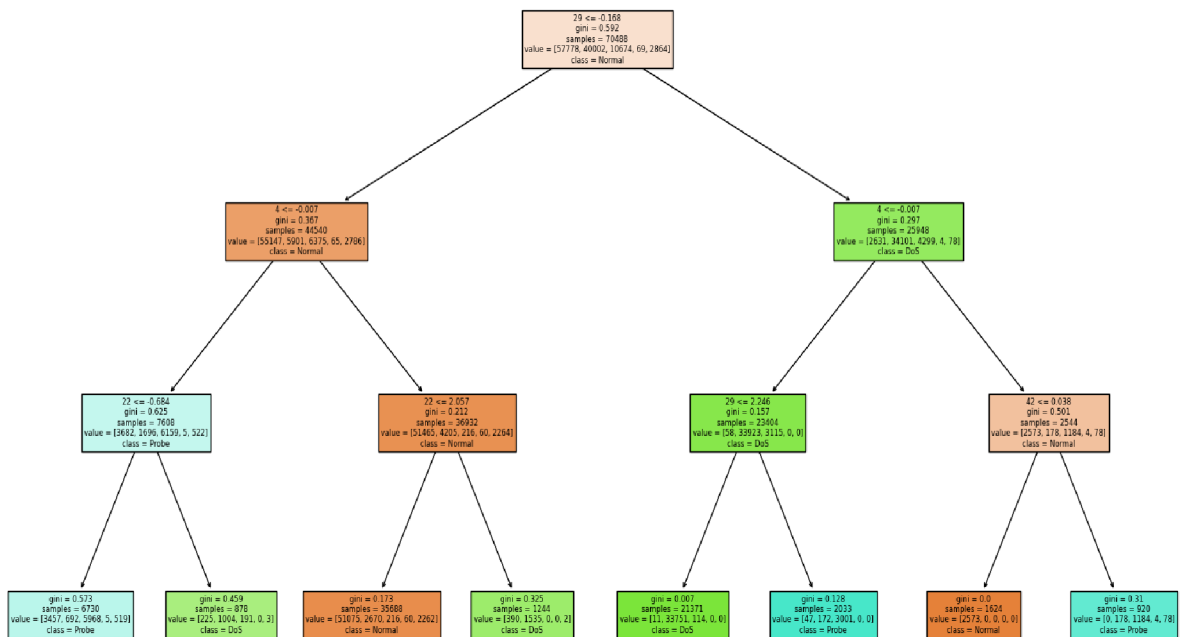 29 <= -0.168
gini = 0.592
samples = 70488
value = [57778, 40002, 10674, 69, 2864]
class = Normal
4 <= -0.007
gini = 0.367
samples = 44540
value = [55147, 5901, 6375, 65, 2786]
class = Normal
4 <= -0.007
gini = 0.297
samples = 25948
value = [2631, 34101, 4299, 4, 78]
class = DoS
22 <= -0.684
gini = 0.625
samples = 7608
value = [3682, 1696, 6159, 5, 522]
class = Probe
22 <= 2.057
gini = 0.212
samples = 36932
value = [51465, 4205, 216, 60, 2264]
class = Normal
29 <= 2.246
gini = 0.157
samples = 23404
value = [58, 33923, 3115, 0, 0]
class = DoS
42 <= 0.038
gini = 0.501
samples = 2544
value = [2573, 178, 1184, 4, 78]
class = Normal
gini = 0.573
samples = 6730
value = [3457, 692, 5968, 5, 519]
class = Probe
gini = 0.459
samples = 878
value = [225, 1004, 191, 0, 3]
class = DoS
gini = 0.173
samples = 35688
value = [51075, 2670, 216, 60, 2262]
class = Normal
gini = 0.325
samples = 1244
value = [390, 1535, 0, 0, 2]
class = DoS
gini = 0.007
samples = 21371
value = [11, 33751, 114, 0, 0]
class = DoS
gini = 0.128
samples = 2033
value = [47, 172, 3001, 0, 0]
class = Probe
gini = 0.0
samples = 1624
value = [2573, 0, 0, 0, 0]
class = Normal
gini = 0.31
samples = 920
value = [0, 178, 1184, 4, 78]
class = Probe